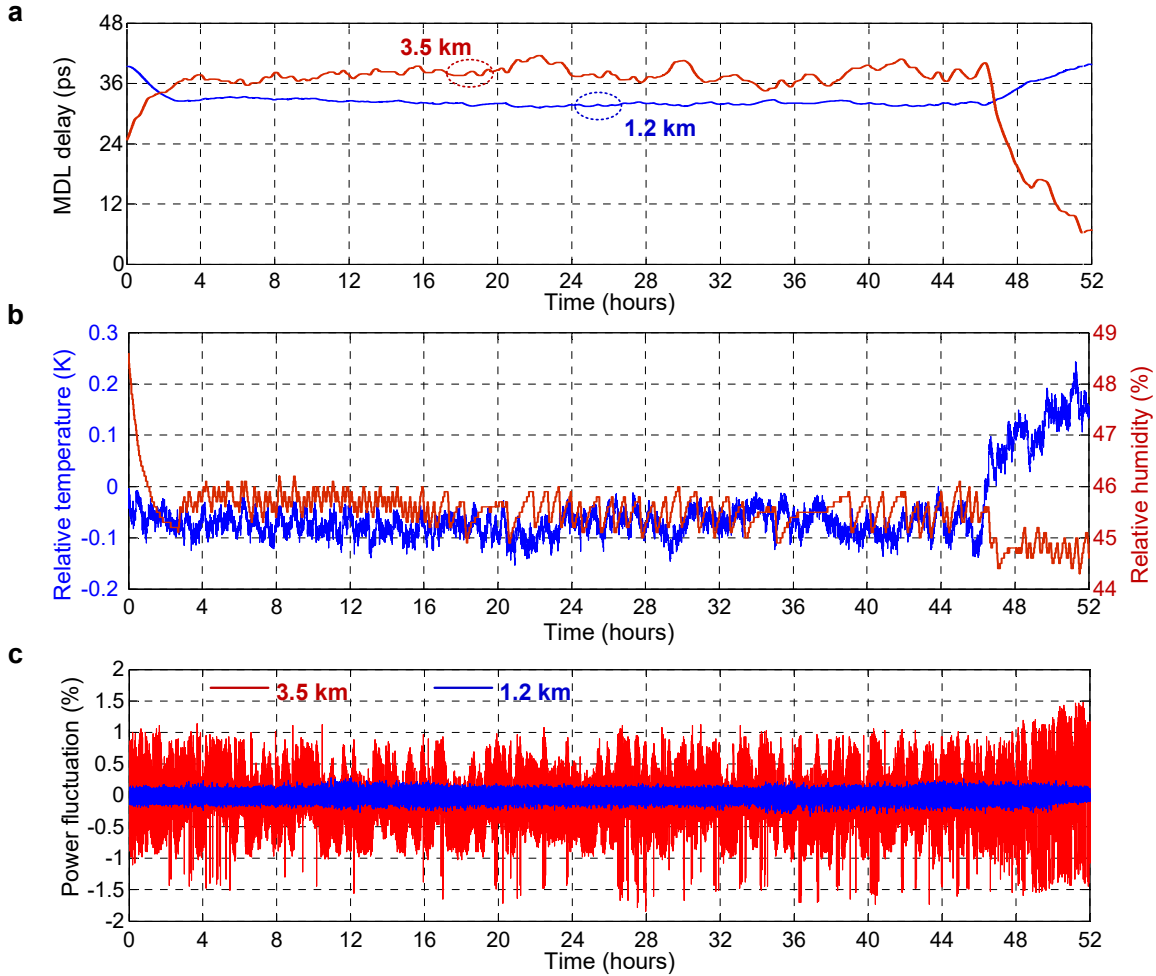 a
MDL delay (ps)
48
36
24
12
0
3.5 km
1.2 km
0 4 8 12 16 20 24 28 32 36 40 44 48 52
Time (hours)
b
Relative temperature (K)
0.3
0.2
0.1
0
-0.1
-0.2
Relative humidity (%)
49
48
47
46
45
44
0 4 8 12 16 20 24 28 32 36 40 44 48 52
Time (hours)
c
Power fluctuation (%)
2
1.5
1
0.5
0
-0.5
-1
-1.5
-2
3.5 km 1.2 km
0 4 8 12 16 20 24 28 32 36 40 44 48 52
Time (hours)